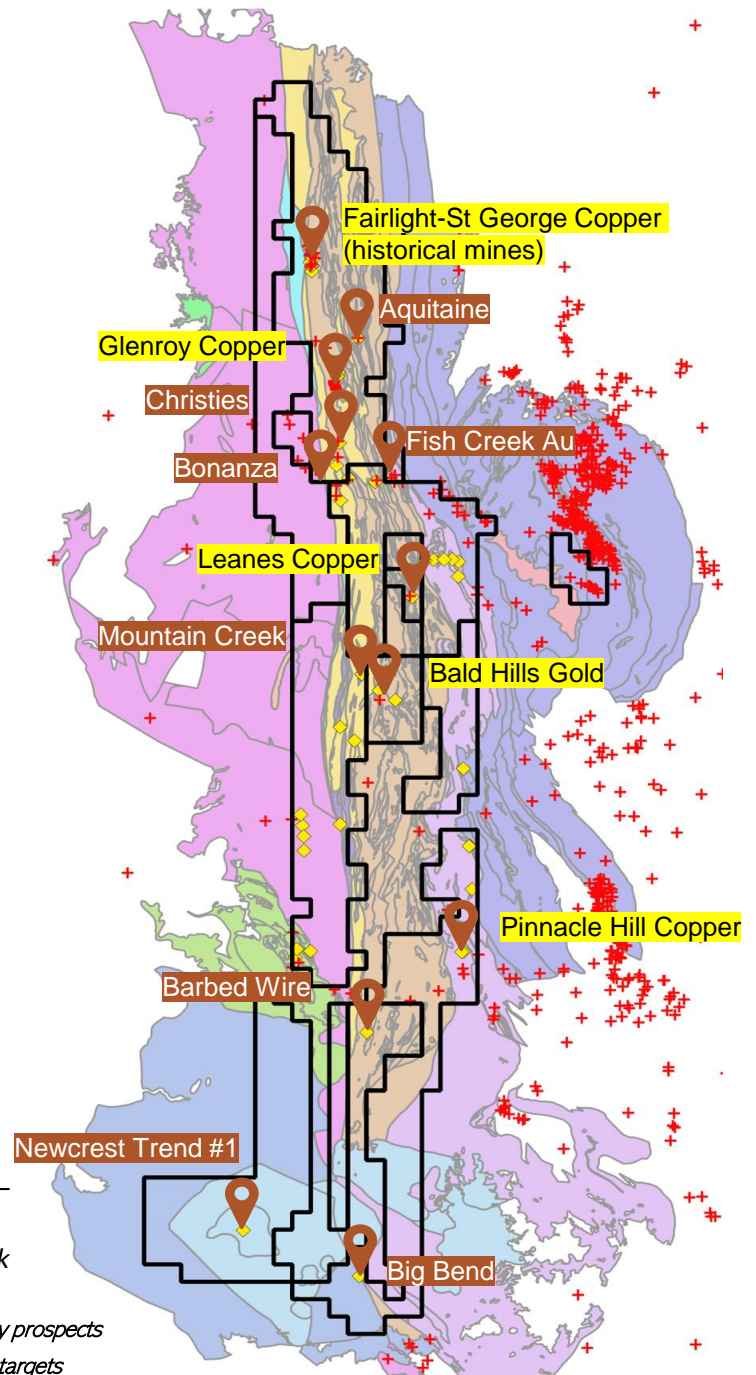 Fairlight-St George Copper
(historical mines)
Aquitaine
Glenroy Copper
Christies
Fish Creek Au
Bonanza
Leanes Copper
Mountain Creek
Bald Hills Gold
Pinnacle Hill Copper
Barbed Wire
Newcrest Trend #1
Big Bend
prospects
targets